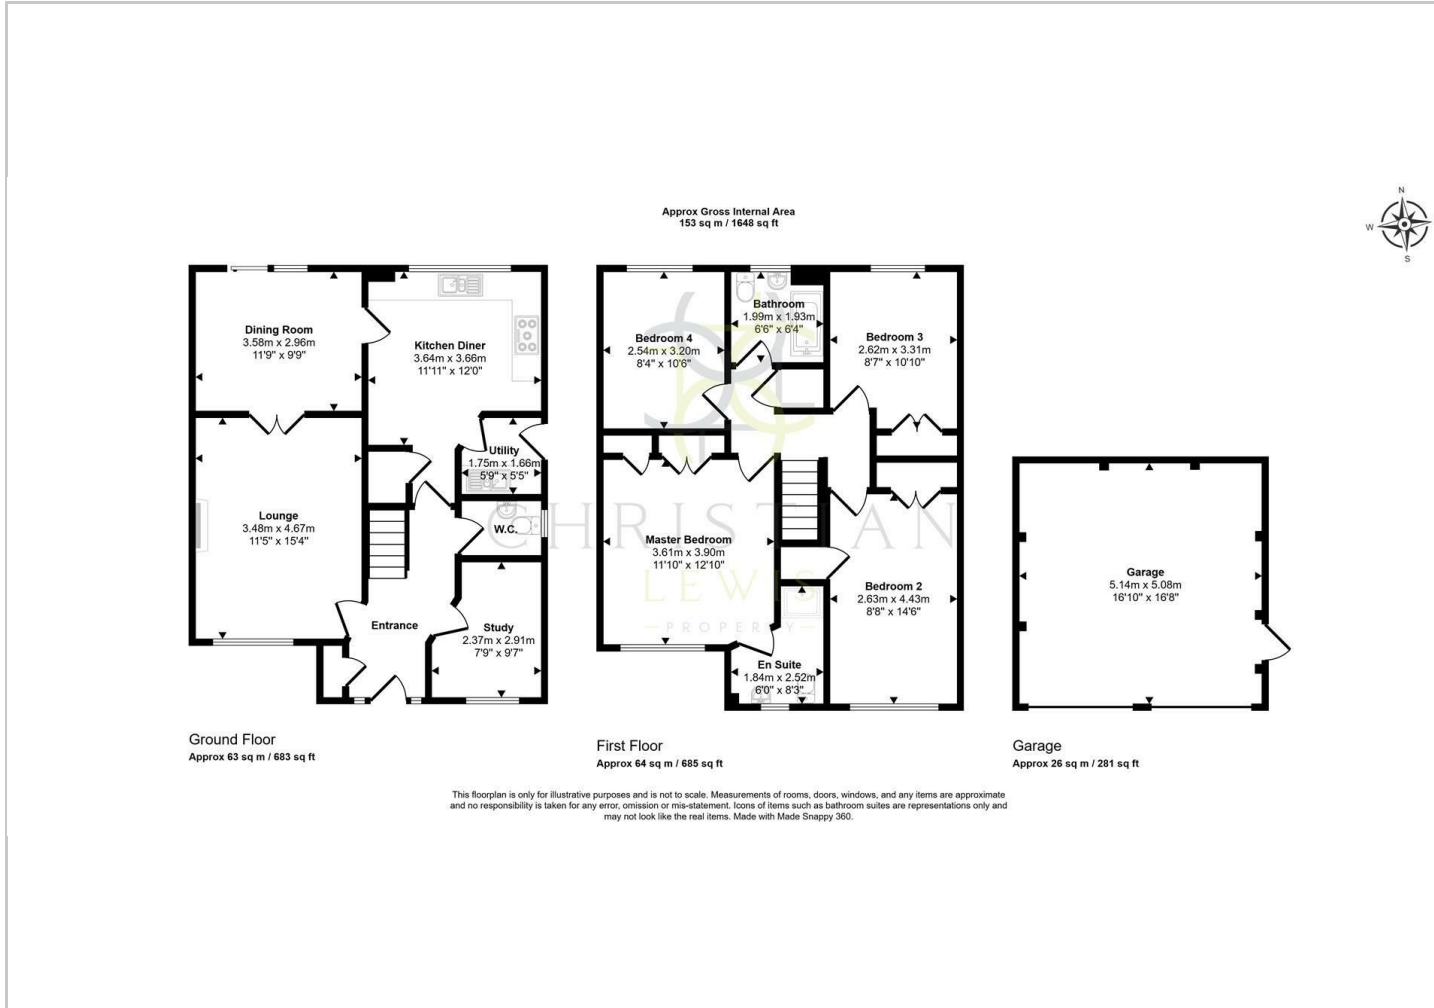 Approx Gross Internal Area
153 sq m / 1648 sq ft
N
W
S
Dining Room
3.58m x 2.96m
11'9" x 9'9"
Kitchen Diner
3.64m x 3.66m
11'11" x 12'0"
Utility
1.75m x 1.66m
5'9" x 5'5"
Lounge
3.48m x 4.67m
11'5" x 15'4"
W.C.
Entrance
Study
2.37m x 2.91m
7'9" x 9'7"
Ground Floor
Approx 63 sq m / 683 sq ft
Bedroom 4
2.54m x 3.20m
8'4" x 10'6"
Bathroom
1.99m x 1.93m
6'6" x 6'4"
Bedroom 3
2.62m x 3.31m
8'7" x 10'10"
Master Bedroom
3.61m x 3.90m
11'10" x 12'10"
Bedroom 2
2.63m x 4.43m
8'8" x 14'6"
En Suite
1.84m x 2.52m
6'0" x 8'3"
CHRISTIAN
LEWIS
PROPERTY
First Floor
Approx 64 sq m / 685 sq ft
Garage
5.14m x 5.08m
16'10" x 16'8"
Garage
Approx 26 sq m / 281 sq ft
This floorplan is only for illustrative purposes and is not to scale. Measurements of rooms, doors, windows, and any items are approximate
and no responsibility is taken for any error, omission or mis-statement. Icons of items such as bathroom suites are representations only and
may not look like the real items. Made with Made Snappy 360.